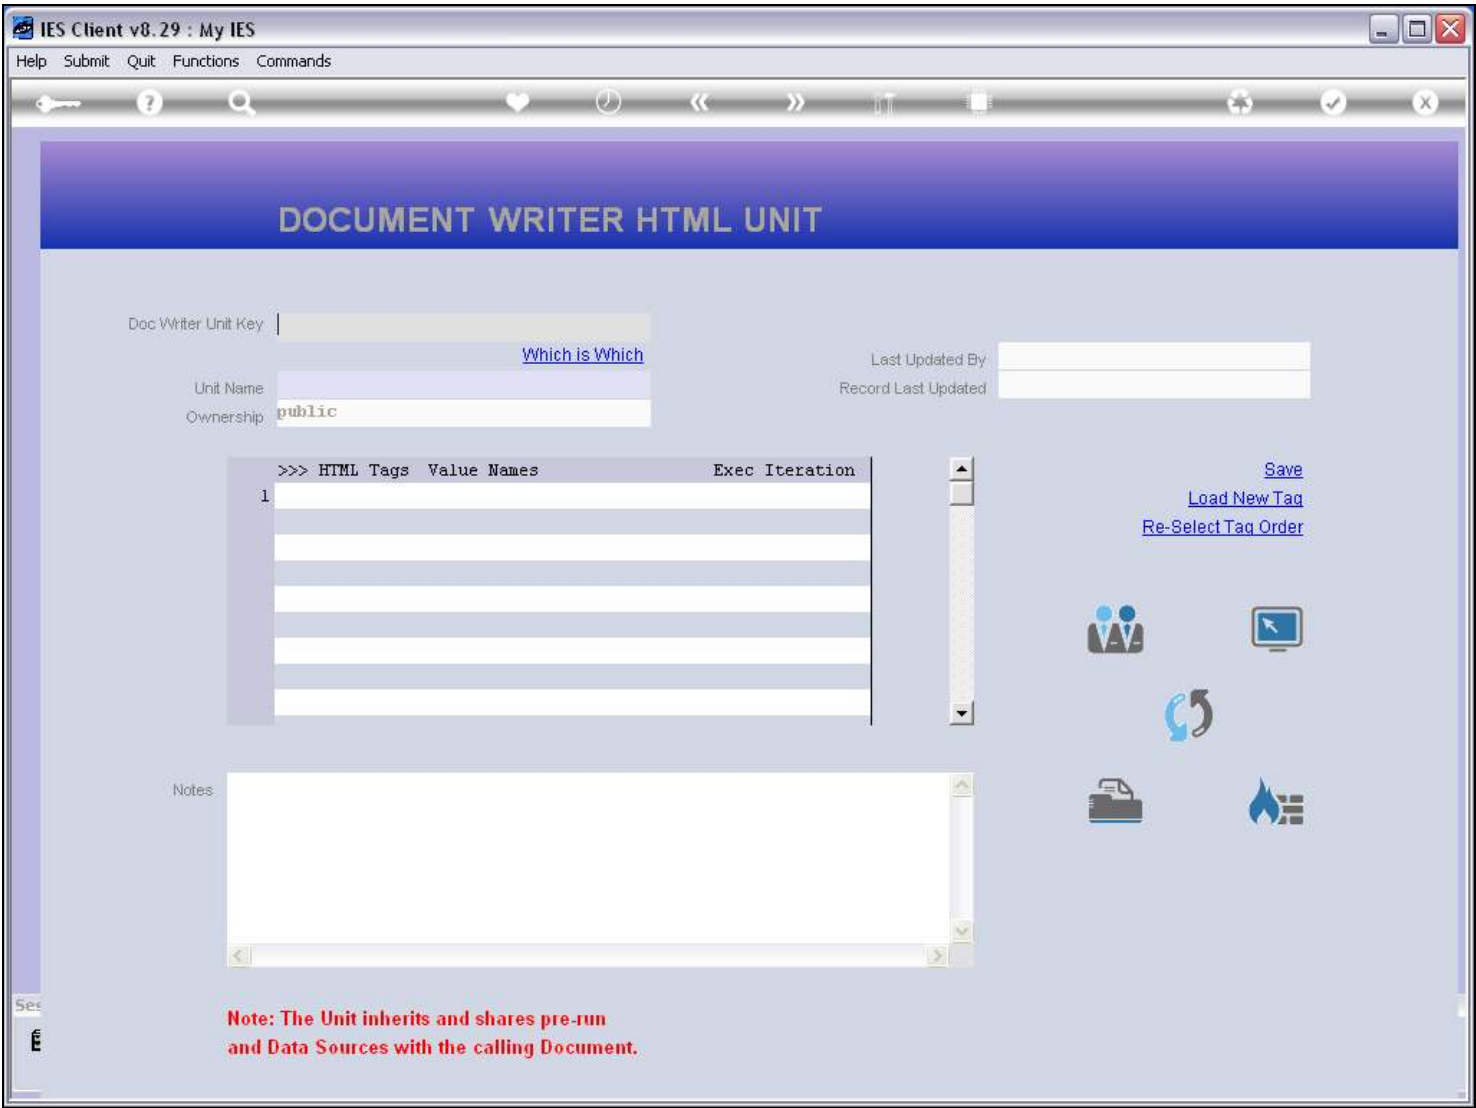 IES Client v8.29 : My IES
Help Submit Quit Functions Commands
DOCUMENT WRITER HTML UNIT
Doc Writer Unit Key
Which is Which
Last Updated By
Unit Name
Record Last Updated
Ownership public
>>> HTML Tags Value Names Exec Iteration
1
Save
Load New Tag
Re-Select Tag Order
Notes
Note: The Unit inherits and shares pre-run
and Data Sources with the calling Document.